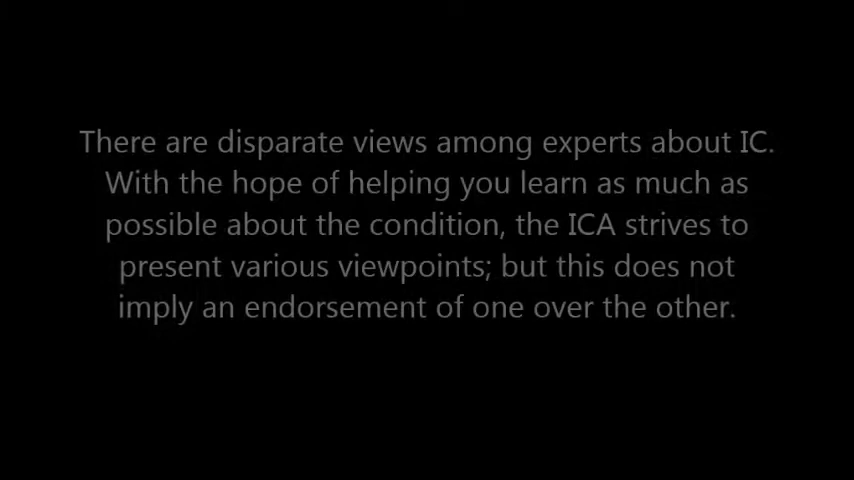 There are disparate views among experts about IC.
With the hope of helping you learn as much as
possible about the condition, the ICA strives to
present various viewpoints; but this does not
imply an endorsement of one over the other.